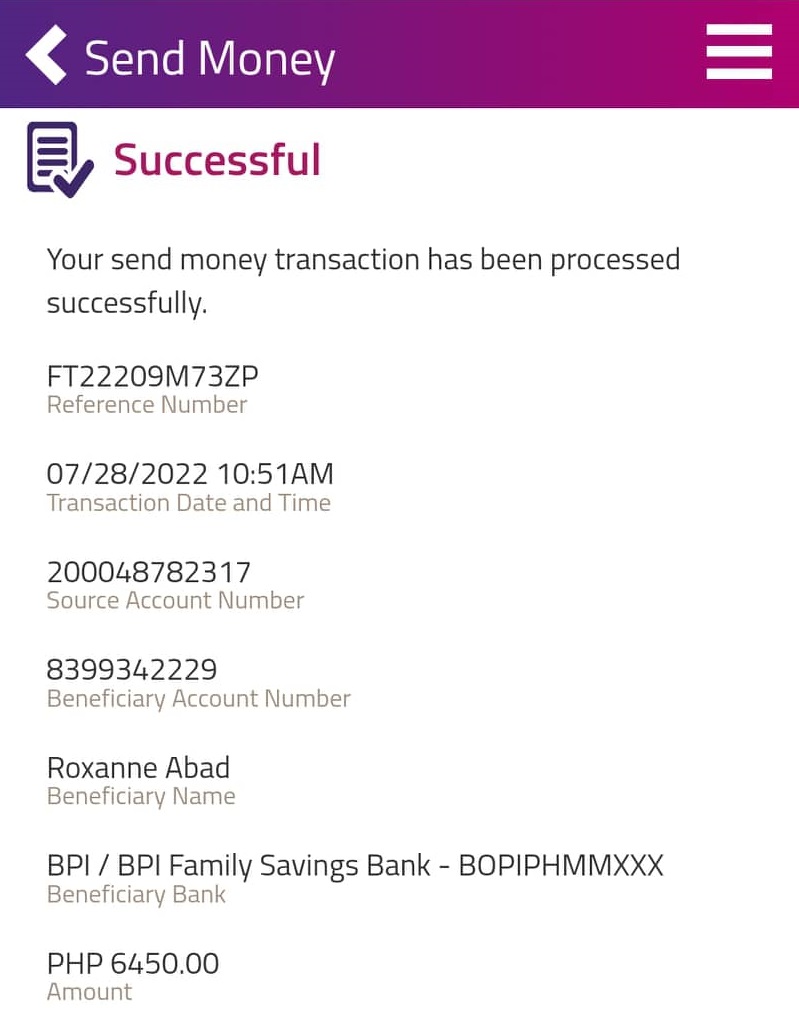 Send Money
Successful
Your send money transaction has been processed
successfully.
FT22209M73ZP
Reference Number
07/28/2022 10:51AM
Transaction Date and Time
200048782317
Source Account Number
8399342229
Beneficiary Account Number
Roxanne Abad
Beneficiary Name
BPI / BPI Family Savings Bank - BOPIPHMMXXX
Beneficiary Bank
PHP 6450.00
Amount